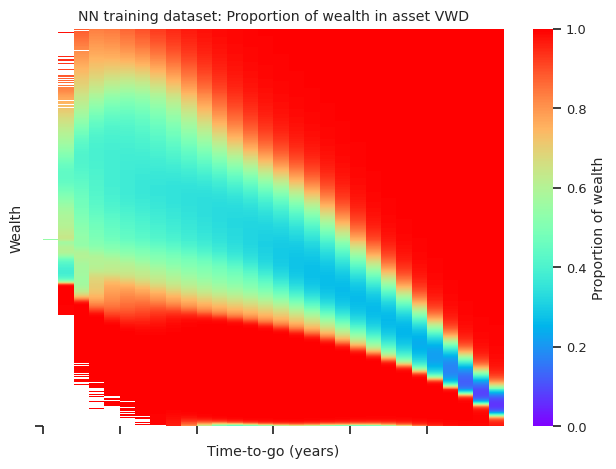 NN training dataset: Proportion of wealth in asset VWD
Wealth
Time-to-go (years)
1.0
0.8
0.6
0.4
0.2
0.0
Proportion of wealth